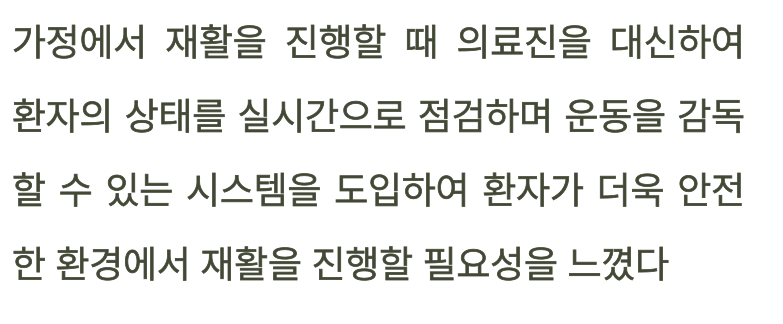 가정에서 재활을 진행할 때 의료진을 대신하여
환자의 상태를 실시간으로 점검하며 운동을 감독
할 수 있는 시스템을 도입하여 환자가 더욱 안전
한 환경에서 재활을 진행할 필요성을 느꼈다